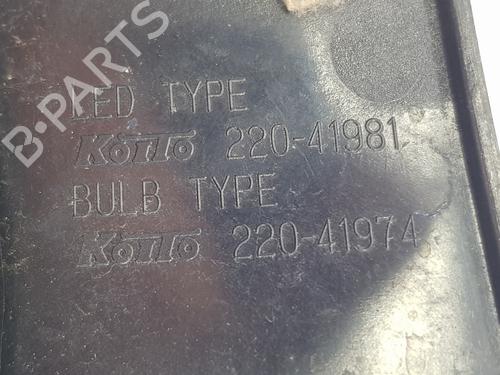 B-PARTS
LED TYPE
KOITO 220-41981
BULB TYPE
KOITO 220-41974